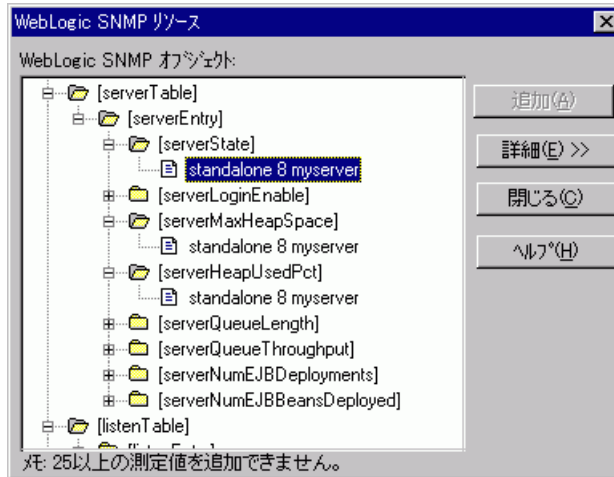 WebLogic SNMP リソース
WebLogic SNMP オブジェクト:
[serverTable]
[serverEntry]
[serverState]
standalone 8 myserver
[serverLoginEnable]
[serverMaxHeapSpace]
standalone 8 myserver
[serverHeapUsedPct]
standalone 8 myserver
[serverQueueLength]
[serverQueueThroughput]
[serverNumEJBDeployments]
[serverNumEJBBeansDeployed]
[listenTable]
追加(A)
詳細(E) >>
閉じる(C)
ヘルプ(H)
メモ: 25以上の測定値を追加できません。